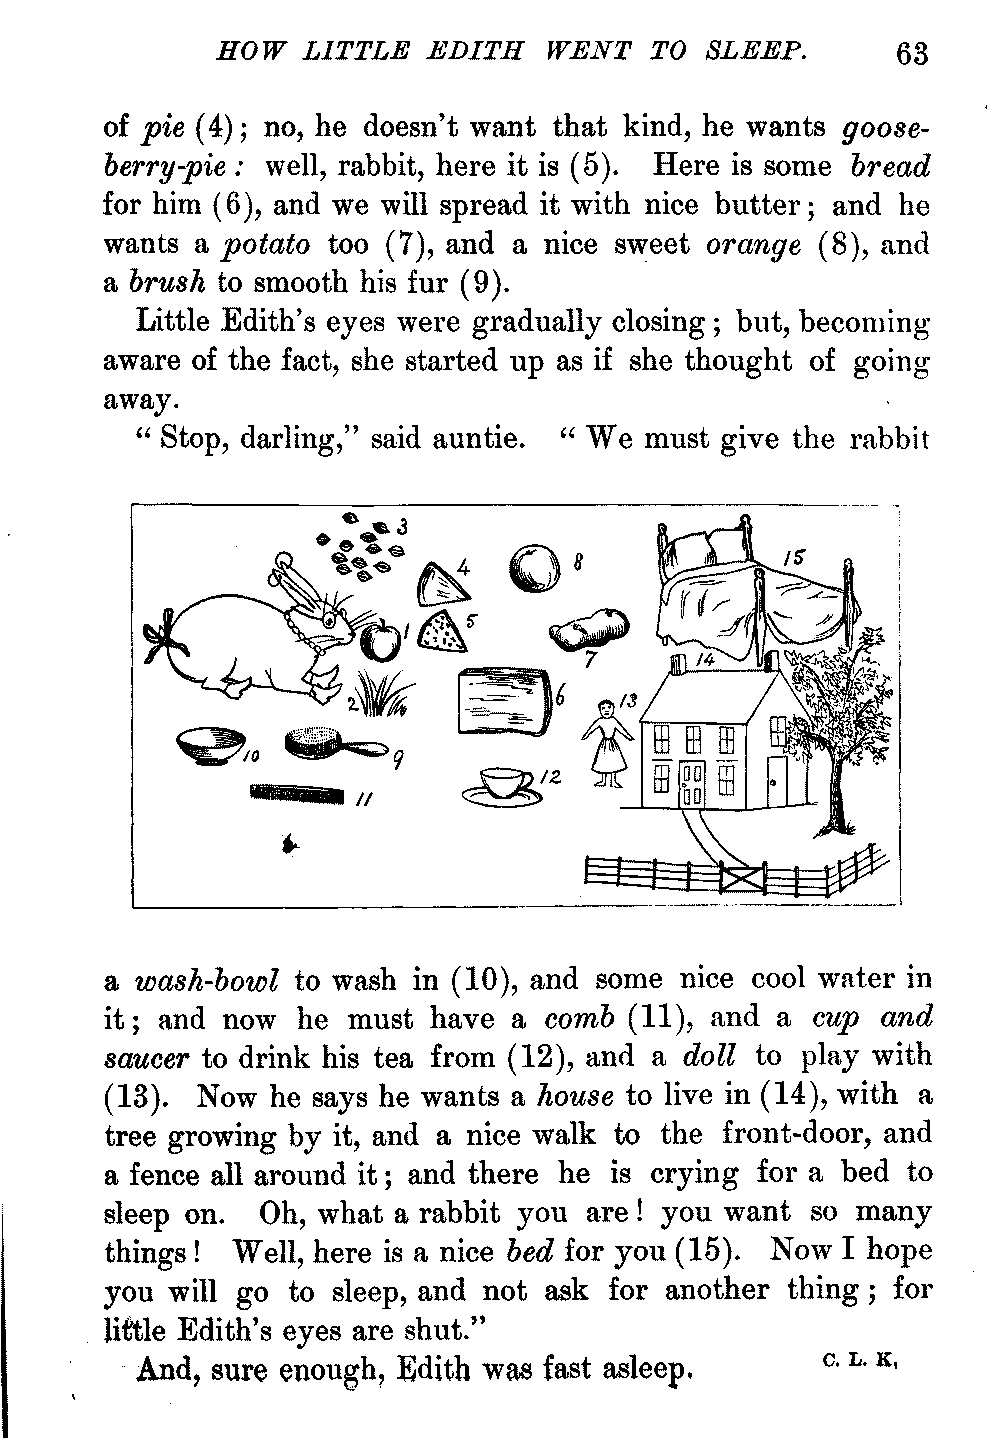 HOW LITTLE EDITH WENT TO SLEEP. 63
of pie (4); no, he doesn't want that kind, he wants goose-
berry-pie: well, rabbit, here it is (5). Here is some bread
for him (6), and we will spread it with nice butter; and he
wants a potato too (7), and a nice sweet orange (8), and
a brush to smooth his fur (9).
Little Edith's eyes were gradually closing; but, becoming
aware of the fact, she started up as if she thought of going
away.
"Stop, darling," said auntie. "We must give the rabbit
3
4
8
15
1
5
7
14
2
6
13
10
9
12
11
a wash-bowl to wash in (10), and some nice cool water in
it; and now he must have a comb (11), and a cup and
saucer to drink his tea from (12), and a doll to play with
(13). Now he says he wants a house to live in (14), with a
tree growing by it, and a nice walk to the front-door, and
a fence all around it; and there he is crying for a bed to
sleep on. Oh, what a rabbit you are! you want so many
things! Well, here is a nice bed for you (15). Now I hope
you will go to sleep, and not ask for another thing; for
little Edith's eyes are shut."
And, sure enough, Edith was fast asleep. C. L. K.